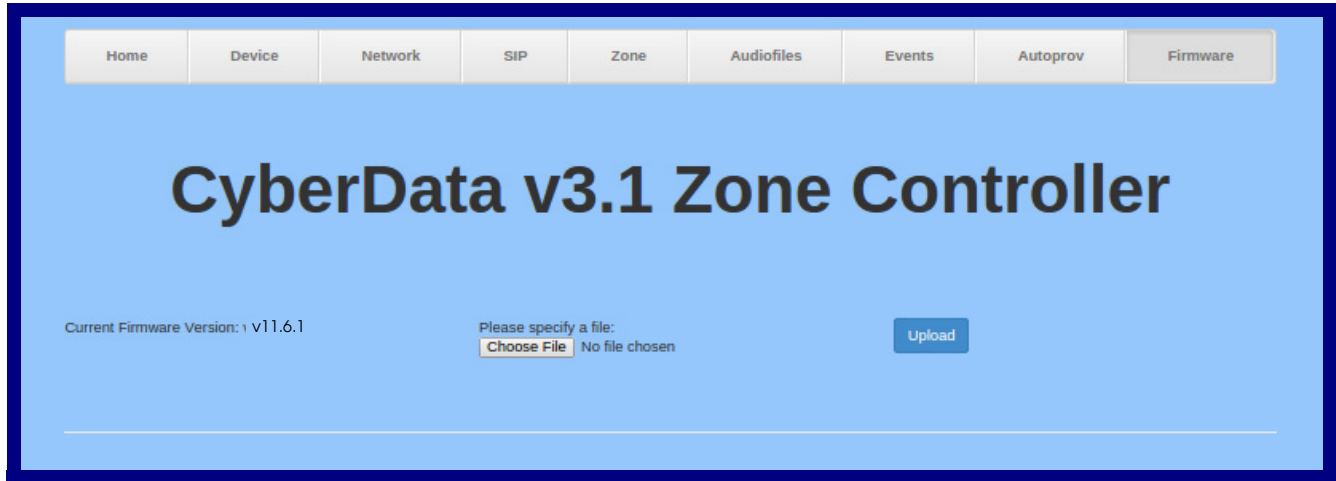 Home Device Network SIP Zone Audiofiles Events Autoprov Firmware
CyberData v3.1 Zone Controller
Current Firmware Version: v11.6.1
Please specify a file:
Choose File No file chosen
Upload